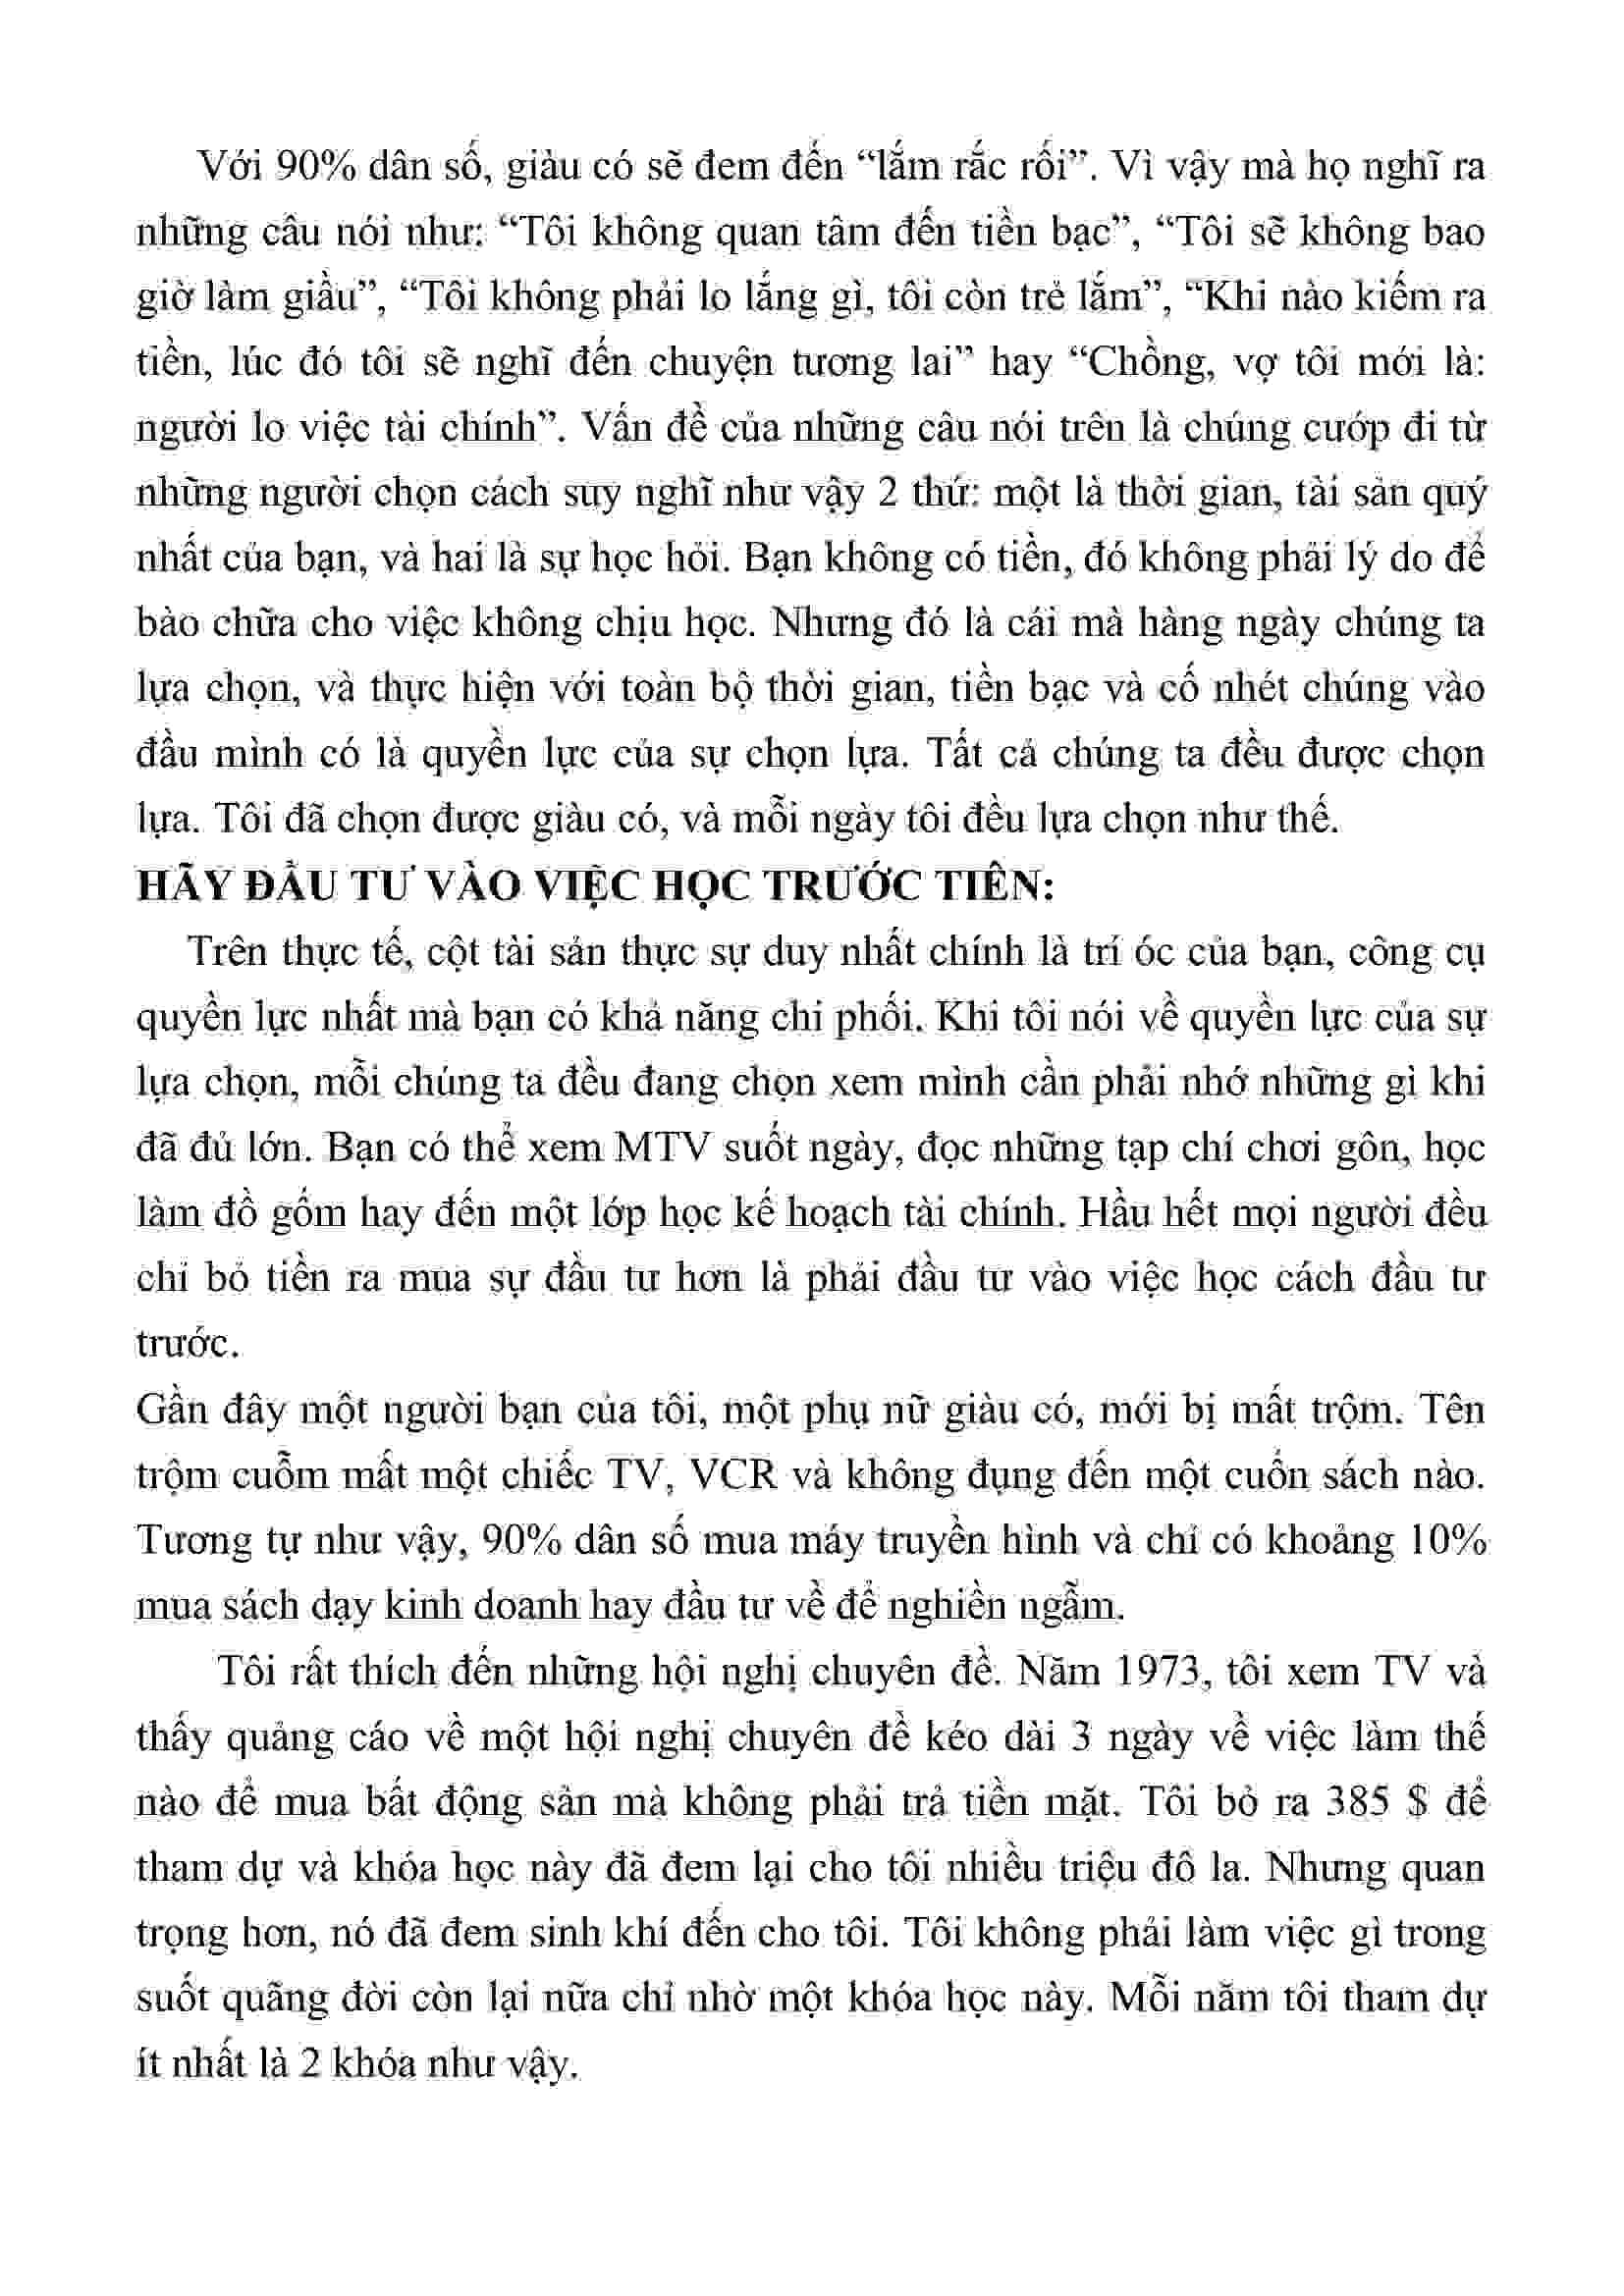 Với 90% dân số, giàu có sẽ đem đến “lắm rắc rối”. Vì vậy mà họ nghĩ ra
những câu nói như: “Tôi không quan tâm đến tiền bạc”, “Tôi sẽ không bao
giờ làm giầu”, “Tôi không phải lo lắng gì, tôi còn trẻ lắm”, “Khi nào kiếm ra
tiền, lúc đó tôi sẽ nghĩ đến chuyện tương lai” hay “Chồng, vợ tôi mới là:
người lo việc tài chính”. Vấn đề của những câu nói trên là chúng cướp đi từ
những người chọn cách suy nghĩ như vậy 2 thứ: một là thời gian, tài sản quý
nhất của bạn, và hai là sự học hỏi. Bạn không có tiền, đó không phải lý do để
bào chữa cho việc không chịu học. Nhưng đó là cái mà hàng ngày chúng ta
lựa chọn, và thực hiện với toàn bộ thời gian, tiền bạc và cố nhét chúng vào
đầu mình có là quyền lực của sự chọn lựa. Tất cả chúng ta đều được chọn
lựa. Tôi đã chọn được giàu có, và mỗi ngày tôi đều lựa chọn như thế.
HÃY ĐẦU TƯ VÀO VIỆC HỌC TRƯỚC TIÊN:
Trên thực tế, cột tài sản thực sự duy nhất chính là trí óc của bạn, công cụ
quyền lực nhất mà bạn có khả năng chi phối. Khi tôi nói về quyền lực của sự
lựa chọn, mỗi chúng ta đều đang chọn xem mình cần phải nhớ những gì khi
đã đủ lớn. Bạn có thể xem MTV suốt ngày, đọc những tạp chí chơi gôn, học
làm đồ gốm hay đến một lớp học kế hoạch tài chính. Hầu hết mọi người đều
chỉ bỏ tiền ra mua sự đầu tư hơn là phải đầu tư vào việc học cách đầu tư
trước.
Gần đây một người bạn của tôi, một phụ nữ giàu có, mới bị mất trộm. Tên
trộm cuỗm mất một chiếc TV, VCR và không đụng đến một cuốn sách nào.
Tương tự như vậy, 90% dân số mua máy truyền hình và chỉ có khoảng 10%
mua sách dạy kinh doanh hay đầu tư về để nghiền ngẫm.
Tôi rất thích đến những hội nghị chuyên đề. Năm 1973, tôi xem TV và
thấy quảng cáo về một hội nghị chuyên đề kéo dài 3 ngày về việc làm thế
nào để mua bất động sản mà không phải trả tiền mặt. Tôi bỏ ra 385 $ để
tham dự và khóa học này đã đem lại cho tôi nhiều triệu đô la. Nhưng quan
trọng hơn, nó đã đem sinh khí đến cho tôi. Tôi không phải làm việc gì trong
suốt quãng đời còn lại nữa chỉ nhờ một khóa học này. Mỗi năm tôi tham dự
ít nhất là 2 khóa như vậy.